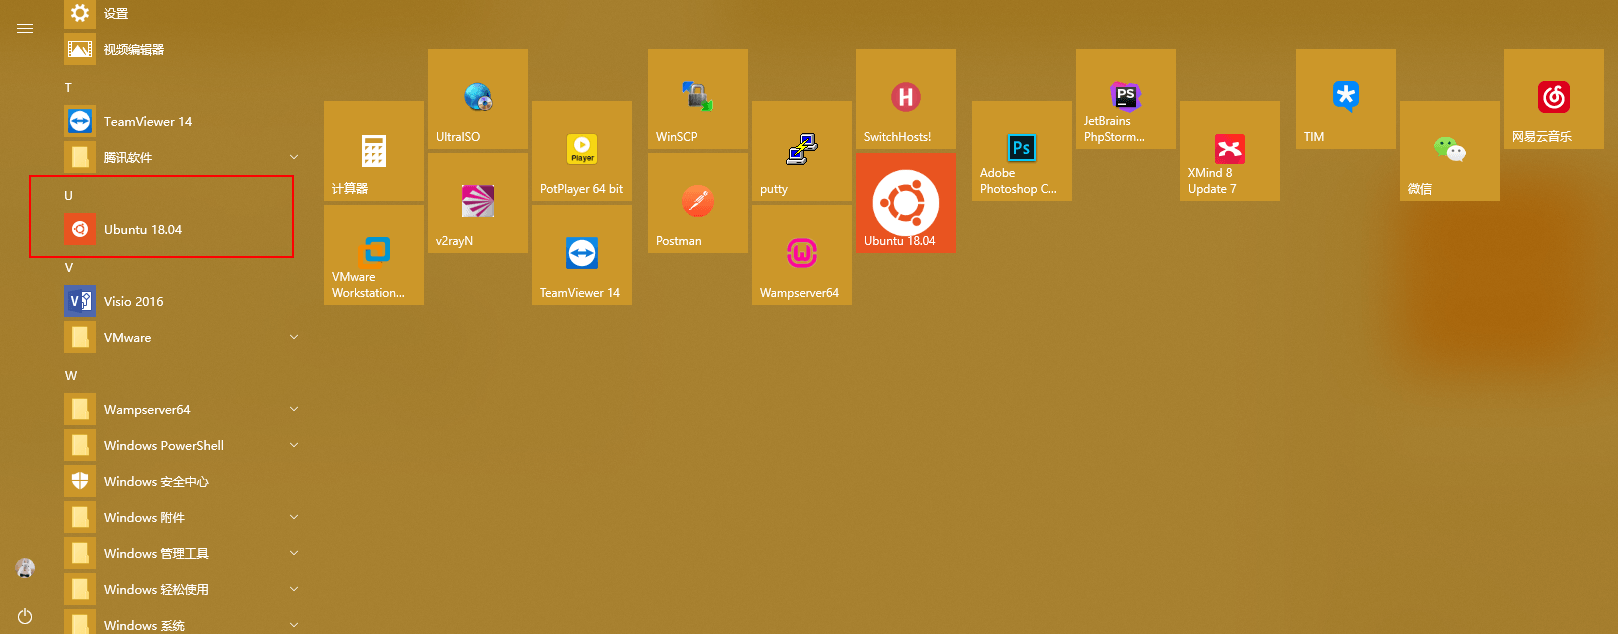 设置
视频编辑器
T
TeamViewer 14
腾讯软件
U
Ubuntu 18.04
V
Visio 2016
VMware
W
Wampserver64
Windows PowerShell
Windows 安全中心
Windows 附件
Windows 管理工具
Windows 轻松使用
Windows 系统
计算器
VMware
Workstation...
UltraISO
v2rayN
Player
PotPlayer 64 bit
TeamViewer 14
WinSCP
Postman
putty
Wampserver64
H
SwitchHosts!
Ubuntu 18.04
Ps
Adobe
Photoshop C...
PS
JetBrains
PhpStorm...
XMind 8
Update 7
TIM
微信
网易云音乐